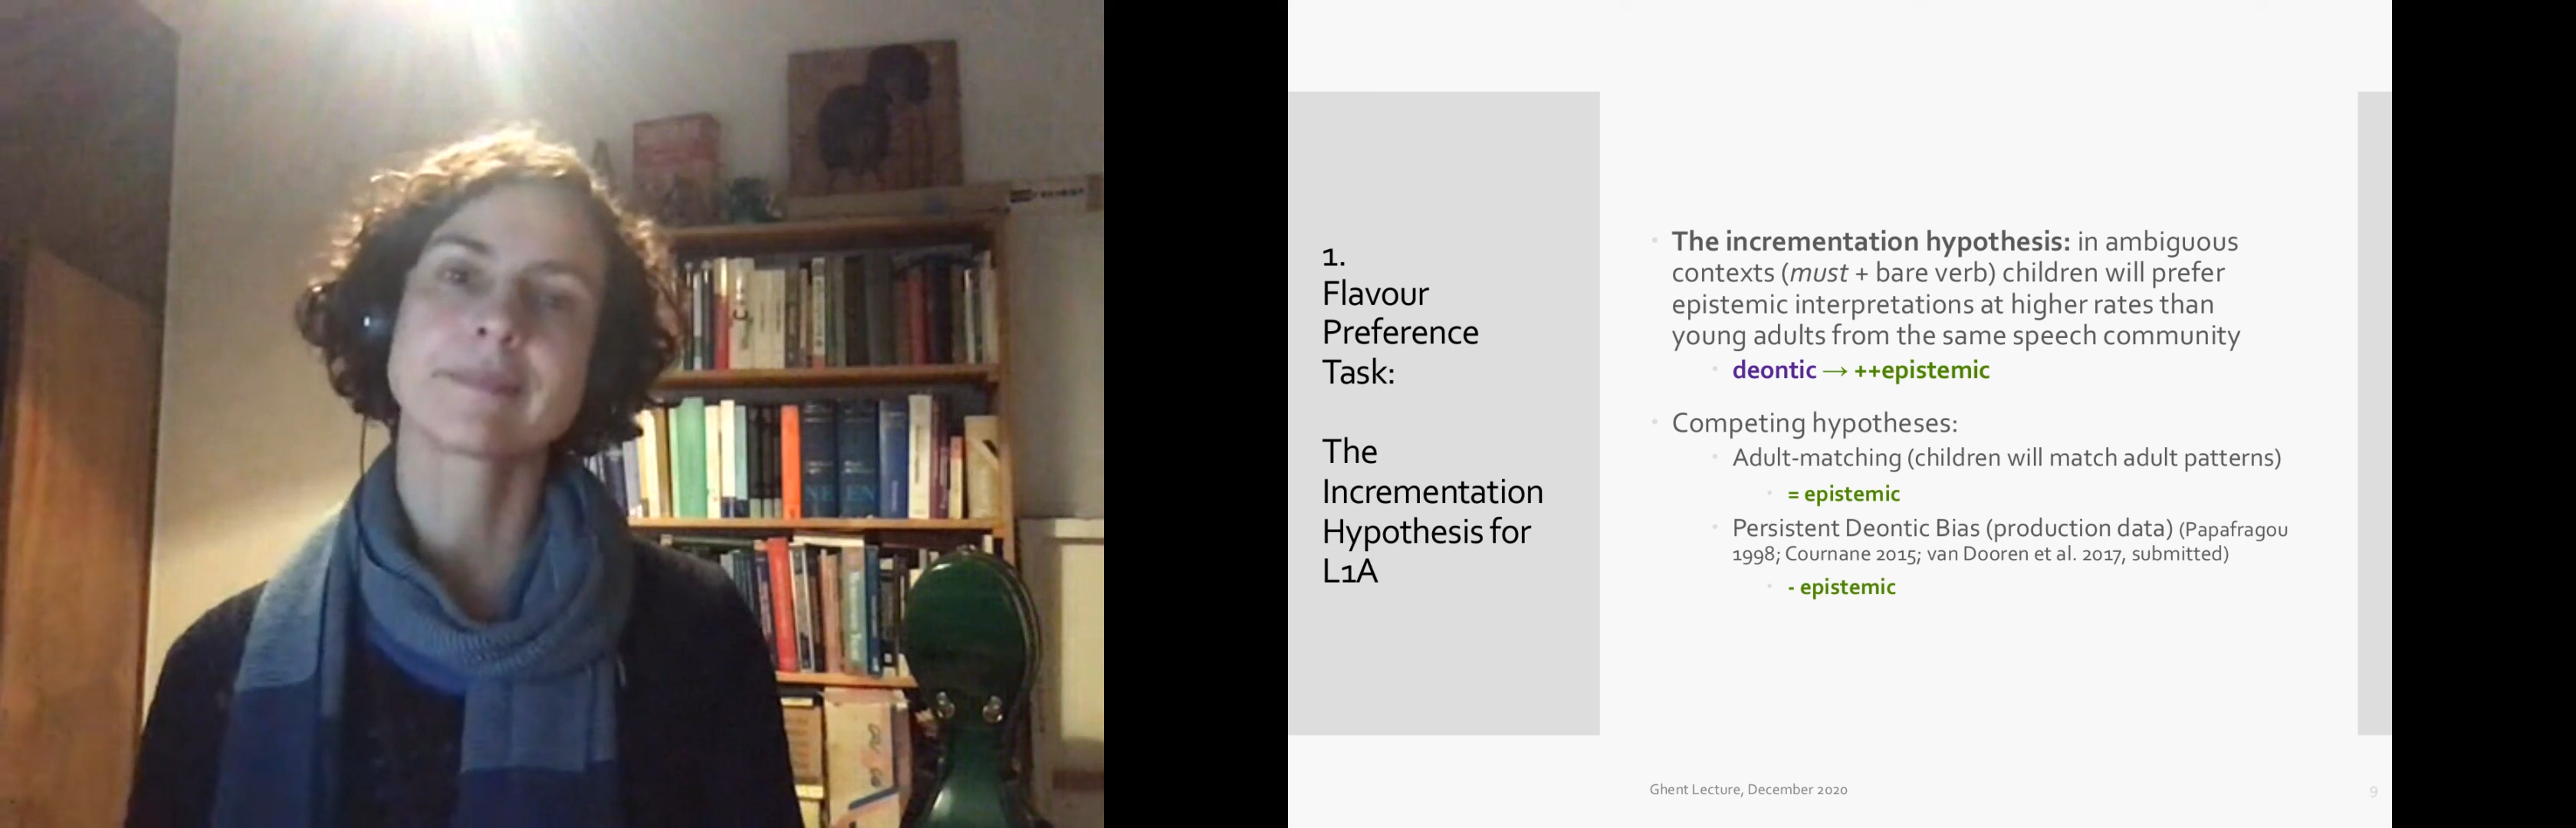 1.
Flavour
Preference
Task:
The
Incrementation
Hypothesis for
L1A
The incrementation hypothesis: in ambiguous
contexts (must + bare verb) children will prefer
epistemic interpretations at higher rates than
young adults from the same speech community
deontic → ++epistemic
Competing hypotheses:
Adult-matching (children will match adult patterns)
= epistemic
Persistent Deontic Bias (production data) (Papafragou
1998; Cournane 2015; van Dooren et al. 2017, submitted)
- epistemic
Ghent Lecture, December 2020
9